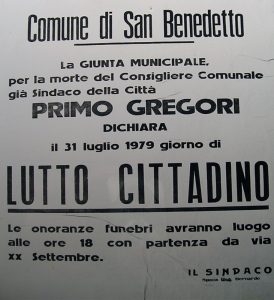 Comune di San Benedetto
La GIUNTA MUNICIPALE,
per la morte del Consigliere Comunale
già Sindaco della Città
PRIMO GREGORI
DICHIARA
il 31 luglio 1979 giorno di
LUTTO CITTADINO
Le onoranze funebri avranno luogo
alle ore 18 con partenza da via
XX Settembre.
IL SINDACO
Bernardo